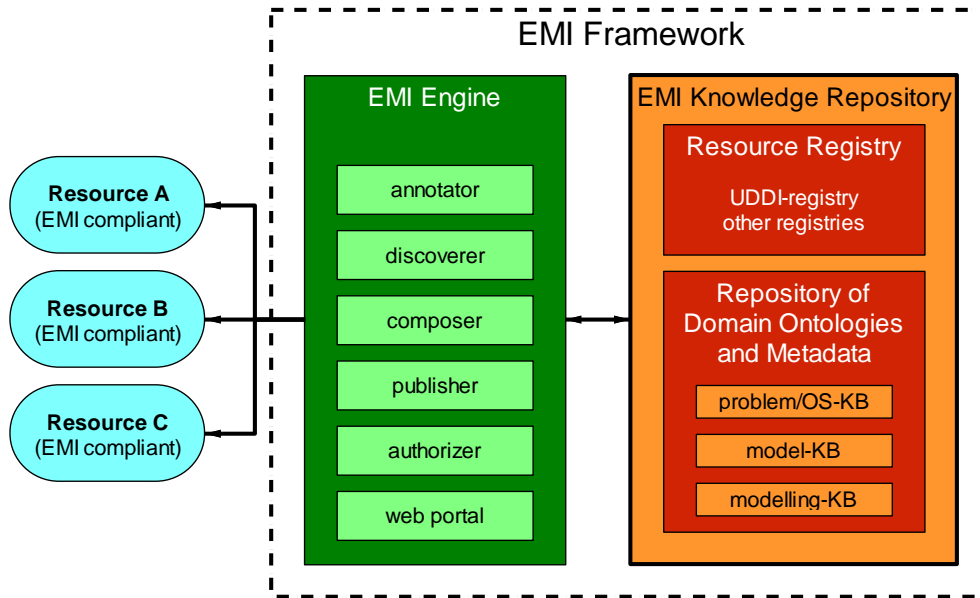 EMI Framework
EMI Engine
annotator
discoverer
composer
publisher
authorizer
web portal
EMI Knowledge Repository
Resource Registry
UDDI-registry
other registries
Repository of
Domain Ontologies
and Metadata
problem/OS-KB
model-KB
modelling-KB
Resource A
(EMI compliant)
Resource B
(EMI compliant)
Resource C
(EMI compliant)